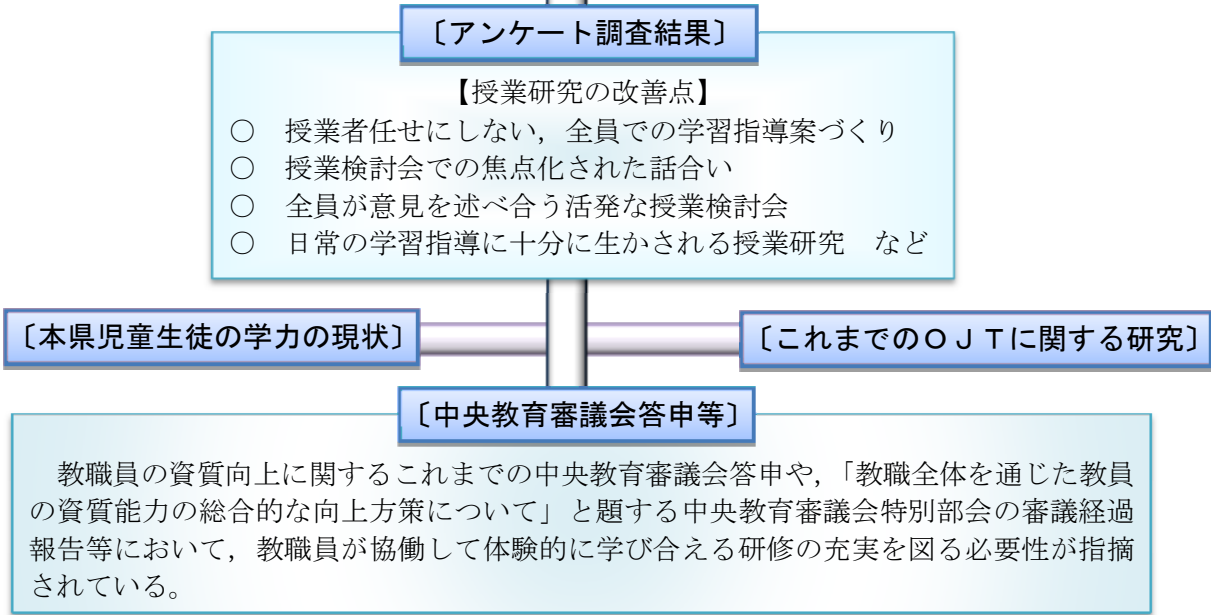 〔アンケート調査結果〕
【授業研究の改善点】
○　授業者任せにしない，全員での学習指導案づくり
○　授業検討会での焦点化された話合い
○　全員が意見を述べ合う活発な授業検討会
○　日常の学習指導に十分に生かされる授業研究　など
〔本県児童生徒の学力の現状〕
〔これまでのＯＪＴに関する研究〕
〔中央教育審議会答申等〕
　教職員の資質向上に関するこれまでの中央教育審議会答申や，「教職全体を通じた教員
の資質能力の総合的な向上方策について」と題する中央教育審議会特別部会の審議経過
報告等において，教職員が協働して体験的に学び合える研修の充実を図る必要性が指摘
されている。